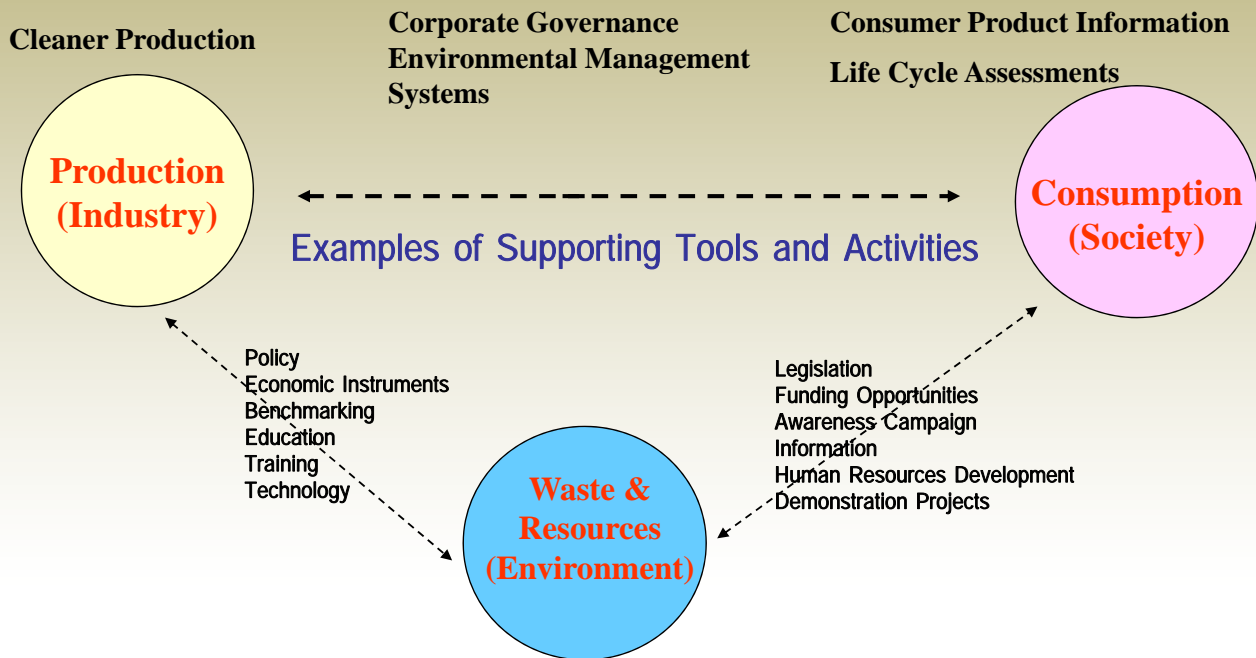 Cleaner Production
Corporate Governance
Environmental Management
Systems
Consumer Product Information
Life Cycle Assessments
Production
(Industry)
Consumption
(Society)
Examples of Supporting Tools and Activities
Policy
Economic Instruments
Benchmarking
Education
Training
Technology
Legislation
Funding Opportunities
Awareness Campaign
Information
Human Resources Development
Demonstration Projects
Waste &
Resources
(Environment)